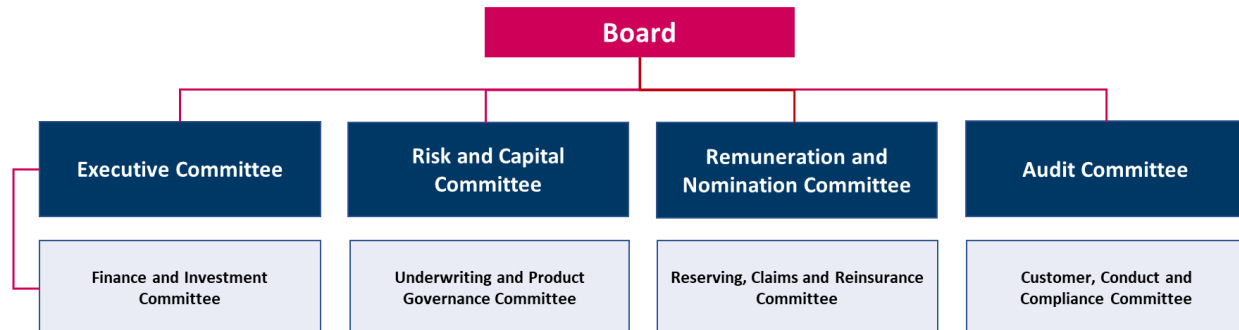 Board
Executive Committee
Risk and Capital
Committee
Remuneration and
Nomination Committee
Audit Committee
Finance and Investment
Committee
Underwriting and Product
Governance Committee
Reserving, Claims and Reinsurance
Committee
Customer, Conduct and
Compliance Committee